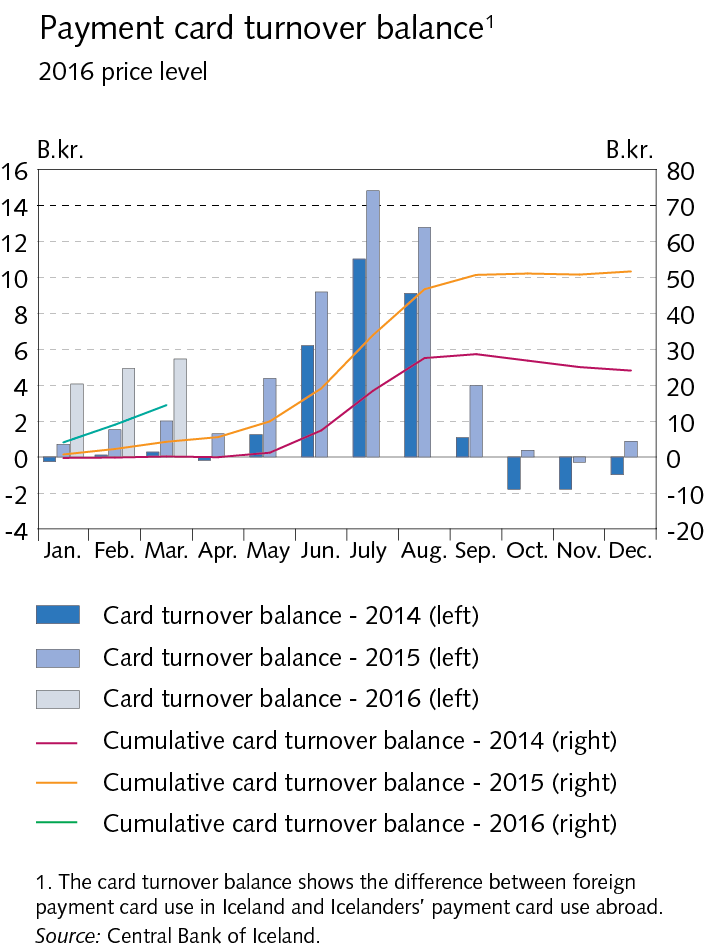 Payment card turnover balance¹
2016 price level
B.kr. B.kr.
16 80
14 70
12 60
10 50
8 40
6 30
4 20
2 10
0 0
-2 -10
-4 -20
Jan. Feb. Mar. Apr. May Jun. July Aug. Sep. Oct. Nov. Dec.
Card turnover balance - 2014 (left)
Card turnover balance - 2015 (left)
Card turnover balance - 2016 (left)
Cumulative card turnover balance - 2014 (right)
Cumulative card turnover balance - 2015 (right)
Cumulative card turnover balance - 2016 (right)
1. The card turnover balance shows the difference between foreign
payment card use in Iceland and Icelanders' payment card use abroad.
Source: Central Bank of Iceland.